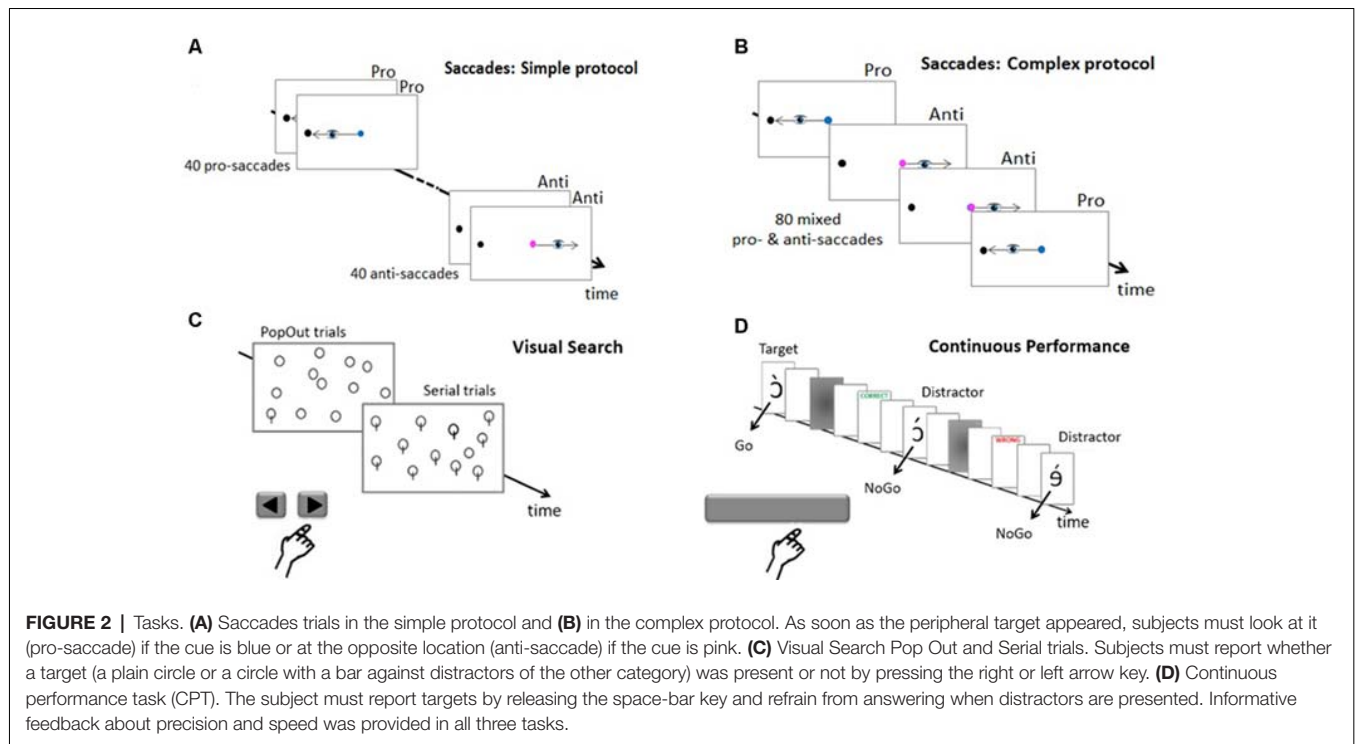 A
Saccades: Simple protocol
Pro
Pro
40 pro-saccades
Anti
Anti
40 anti-saccades
time
B
Saccades: Complex protocol
Pro
Anti
Anti
Pro
80 mixed
pro- & anti-saccades
time
C
PopOut trials
Visual Search
Serial trials
time
D
Continuous Performance
Target
CORRECT
Distractor
Go
WRONG
Distractor
NoGo
time
NoGo
FIGURE 2 | Tasks. (A) Saccades trials in the simple protocol and (B) in the complex protocol. As soon as the peripheral target appeared, subjects must look at it
(pro-saccade) if the cue is blue or at the opposite location (anti-saccade) if the cue is pink. (C) Visual Search Pop Out and Serial trials. Subjects must report whether
a target (a plain circle or a circle with a bar against distractors of the other category) was present or not by pressing the right or left arrow key. (D) Continuous
performance task (CPT). The subject must report targets by releasing the space-bar key and refrain from answering when distractors are presented. Informative
feedback about precision and speed was provided in all three tasks.